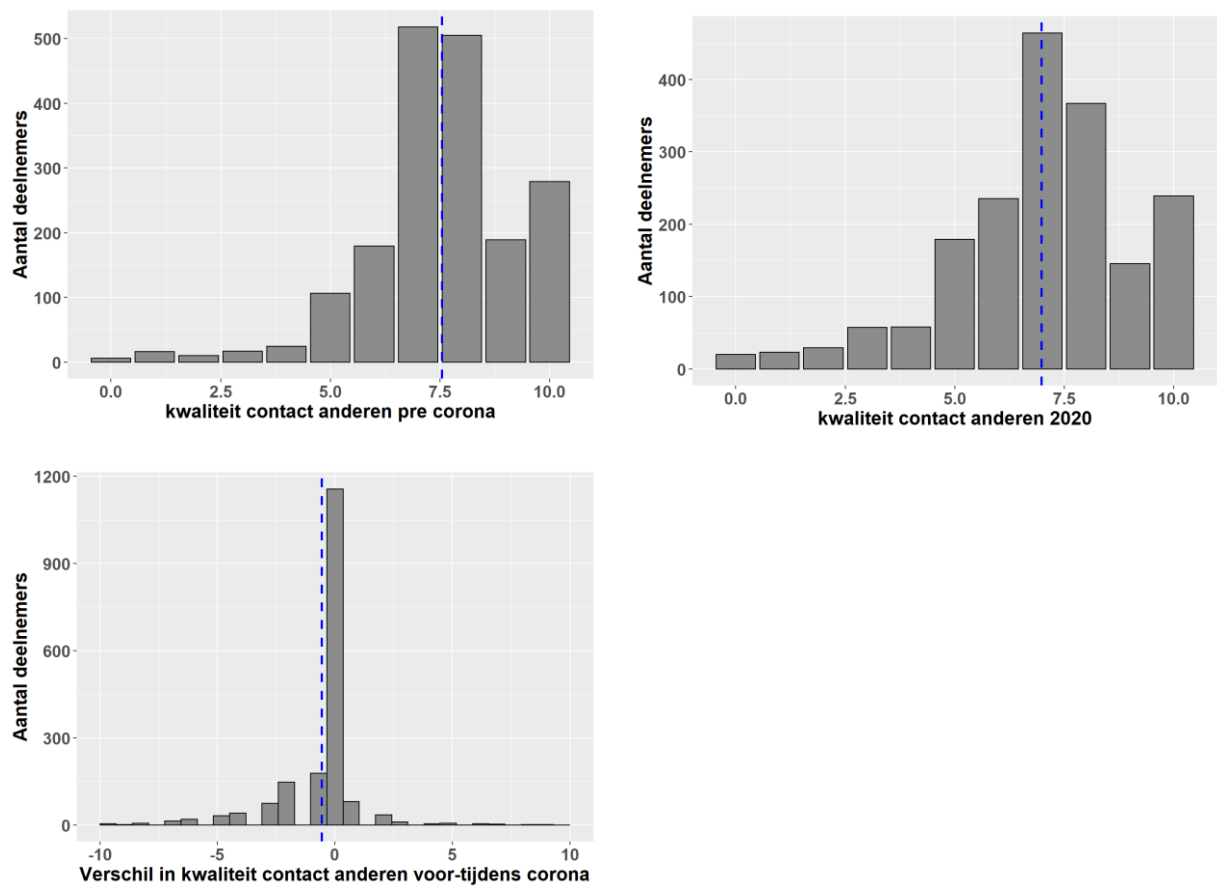 500
400
300
200
100
0
Aantal deelnemers
0.0 2.5 5.0 7.5 10.0
kwaliteit contact anderen pre corona
400
300
200
100
0
Aantal deelnemers
0.0 2.5 5.0 7.5 10.0
kwaliteit contact anderen 2020
1200
900
600
300
0
Aantal deelnemers
-10 -5 0 5 10
Verschil in kwaliteit contact anderen voor-tijdens corona